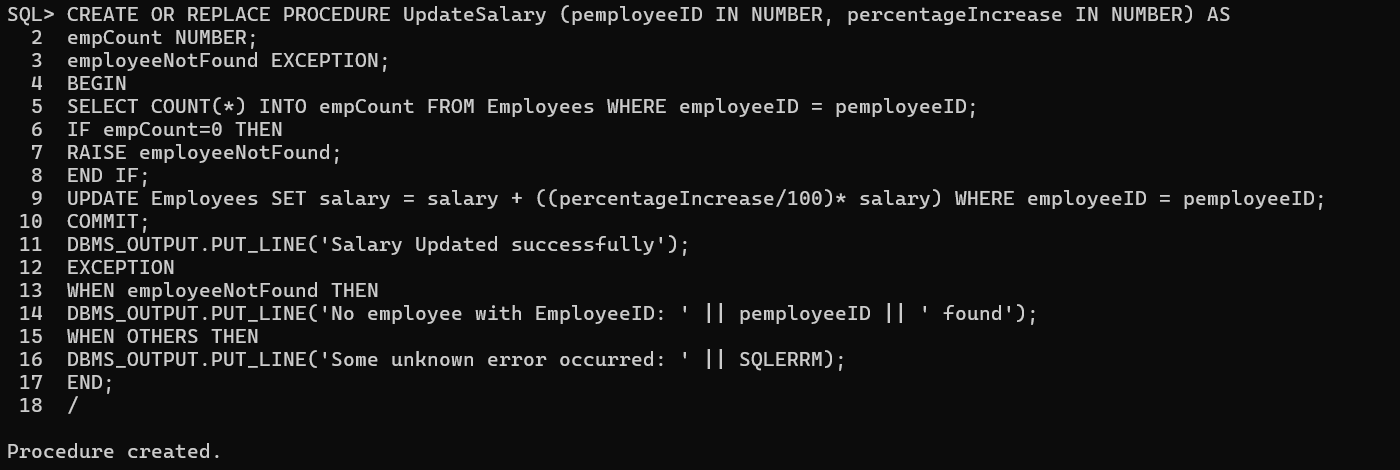 SQL> CREATE OR REPLACE PROCEDURE UpdateSalary (pemployeeID IN NUMBER, percentageIncrease IN NUMBER) AS
  2  empCount NUMBER;
  3  employeeNotFound EXCEPTION;
  4  BEGIN
  5  SELECT COUNT(*) INTO empCount FROM Employees WHERE employeeID = pemployeeID;
  6  IF empCount=0 THEN
  7  RAISE employeeNotFound;
  8  END IF;
  9  UPDATE Employees SET salary = salary + ((percentageIncrease/100)* salary) WHERE employeeID = pemployeeID;
 10  COMMIT;
 11  DBMS_OUTPUT.PUT_LINE('Salary Updated successfully');
 12  EXCEPTION
 13  WHEN employeeNotFound THEN
 14  DBMS_OUTPUT.PUT_LINE('No employee with EmployeeID: ' || pemployeeID || ' found');
 15  WHEN OTHERS THEN
 16  DBMS_OUTPUT.PUT_LINE('Some unknown error occurred: ' || SQLERRM);
 17  END;
 18  /
Procedure created.